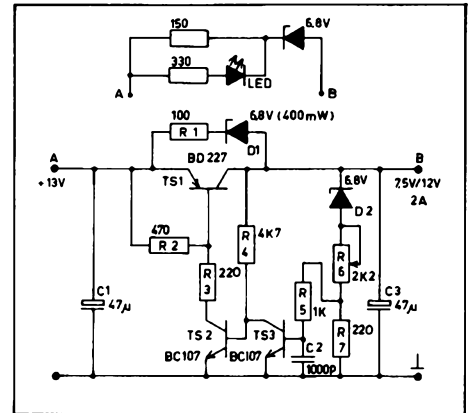 150
6.8V
330
LED
A
B
100
6,8V (400mW)
R 1
D1
A
BD 227
B
+ 13V
TS1
6.8V
7,5V/12V
2A
D 2
470
R 2
R 4
4K7
R 6
2K2
C1
47µ
R 3
220
R 5
1K
C3
47µ
TS 2
TS3
R 7
220
BC107
BC107
C 2
1000P